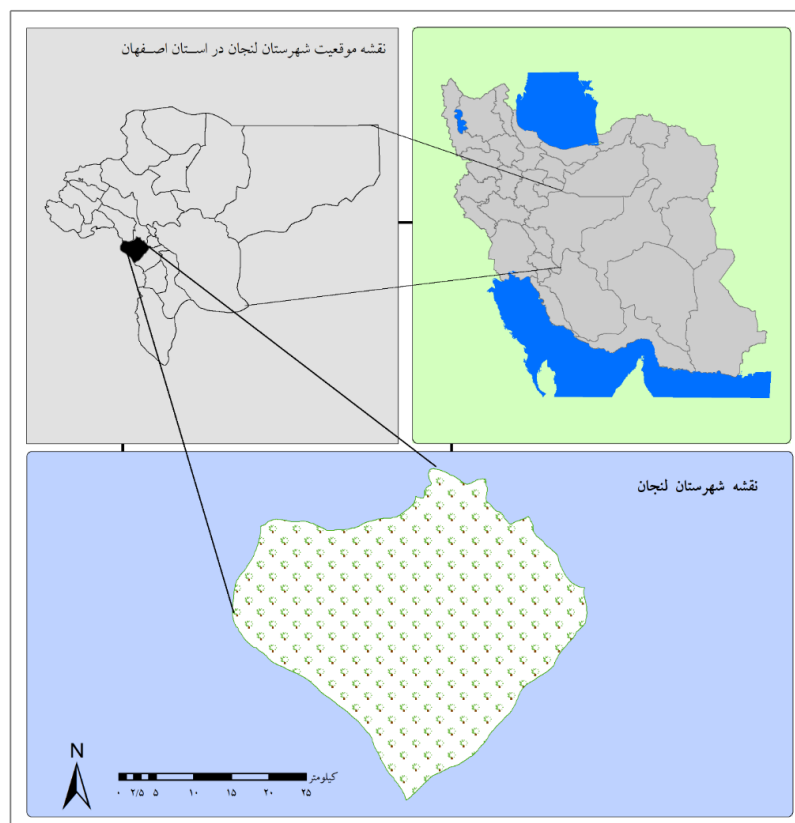 نقشه موقعیت شهرستان لنجان در استان اصفهان
نقشه شهرستان لنجان
N
کیلومتر
۰ ۲/۵ ۵ ۱۰ ۱۵ ۲۰ ۲۵